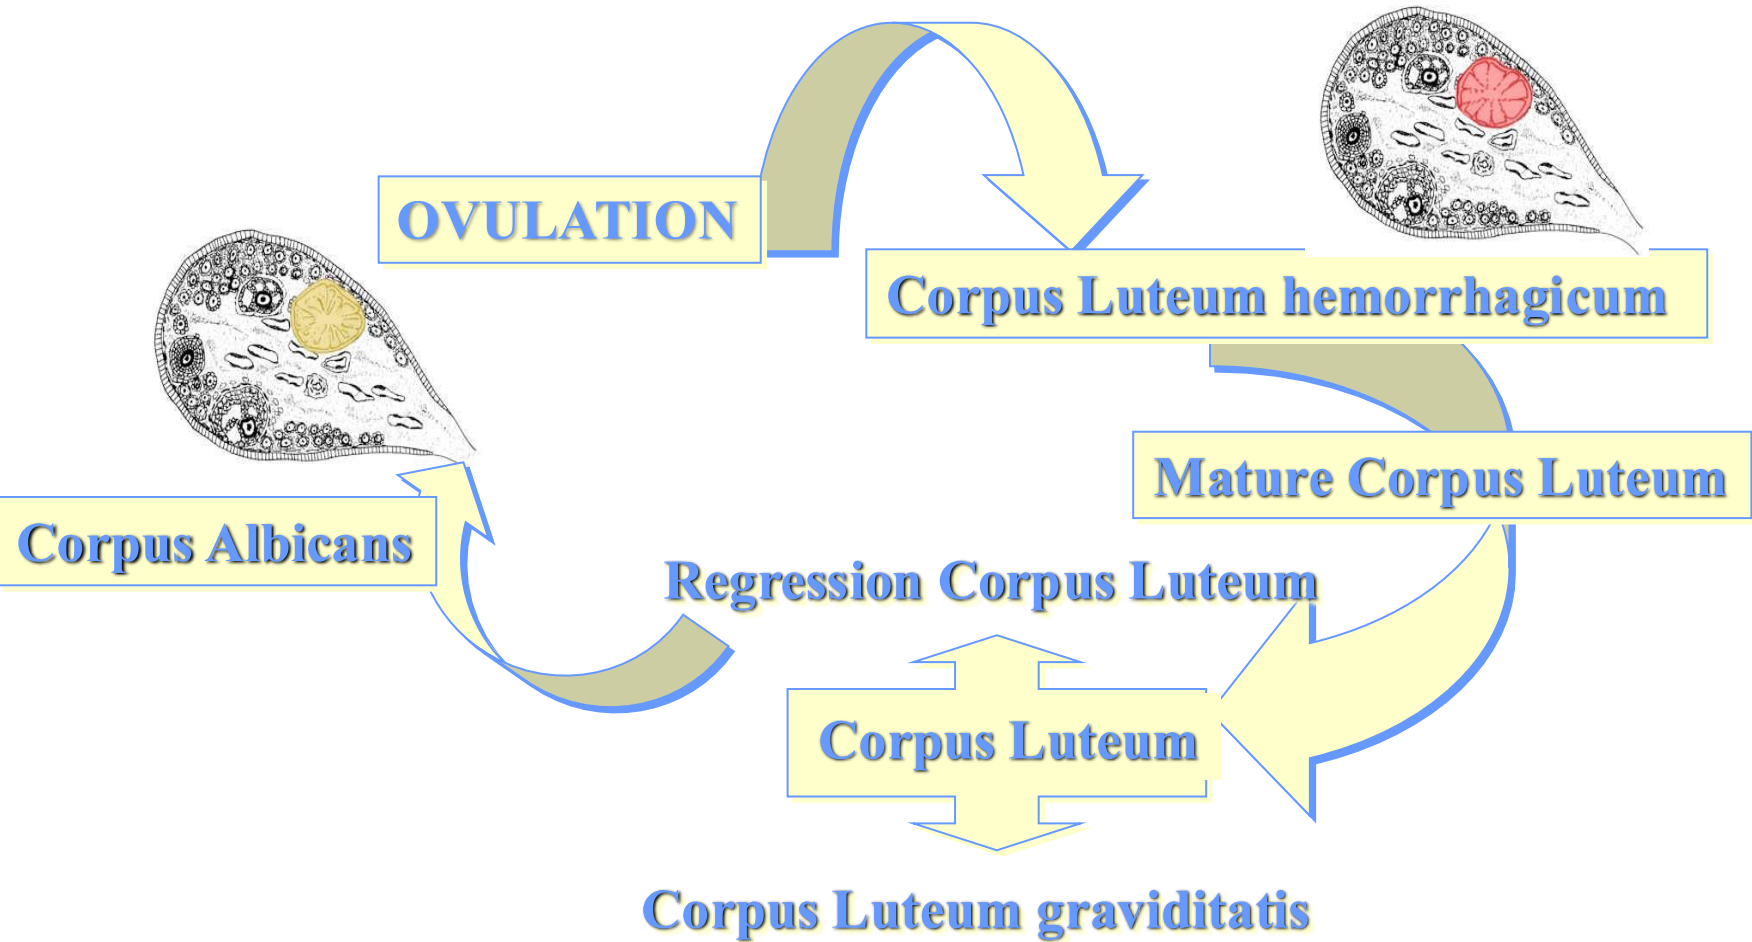 OVULATION
Corpus Luteum hemorrhagicum
Mature Corpus Luteum
Corpus Albicans
Regression Corpus Luteum
Corpus Luteum
Corpus Luteum graviditatis